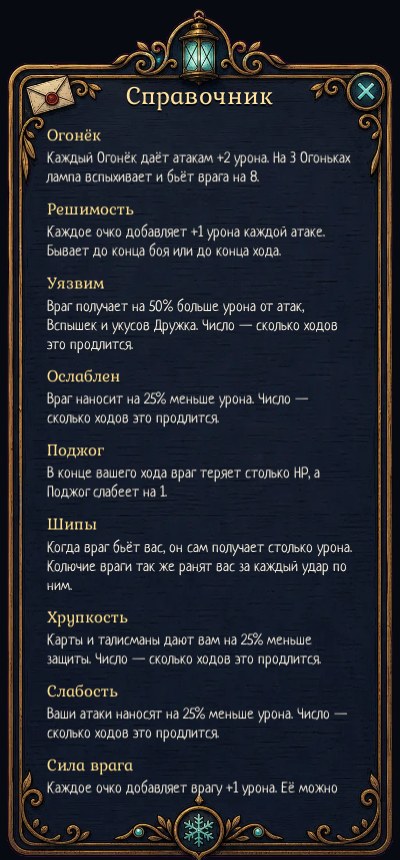 Справочник
Огонёк
Каждый Огонёк даёт атакам +2 урона. На 3 Огоньках
лампа вспыхивает и бьёт врага на 8.
Решимость
Каждое очко добавляет +1 урона каждой атаке.
Бывает до конца боя или до конца хода.
Уязвим
Враг получает на 50% больше урона от атак,
Вспышек и укусов Дружка. Число — сколько ходов
это продлится.
Ослаблен
Враг наносит на 25% меньше урона. Число —
сколько ходов это продлится.
Поджог
В конце вашего хода враг теряет столько HP, а
Поджог слабеет на 1.
Шипы
Когда враг бьёт вас, он сам получает столько урона.
Колючие враги так же ранят вас за каждый удар по
ним.
Хрупкость
Карты и талисманы дают вам на 25% меньше
защиты. Число — сколько ходов это продлится.
Слабость
Ваши атаки наносят на 25% меньше урона. Число —
сколько ходов это продлится.
Сила врага
Каждое очко добавляет врагу +1 урона. Её можно